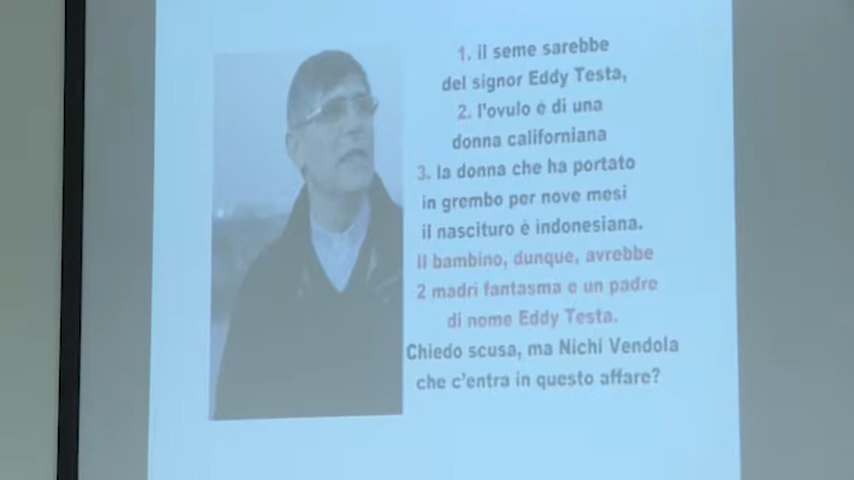 1. il seme sarebbe
del signor Eddy Testa,
2. l'ovulo è di una
donna californiana
3. la donna che ha portato
in grembo per nove mesi
il nascituro è indonesiana.
Il bambino, dunque, avrebbe
2 madri fantasma e un padre
di nome Eddy Testa.
Chiedo scusa, ma Nichi Vendola
che c'entra in questo affare?